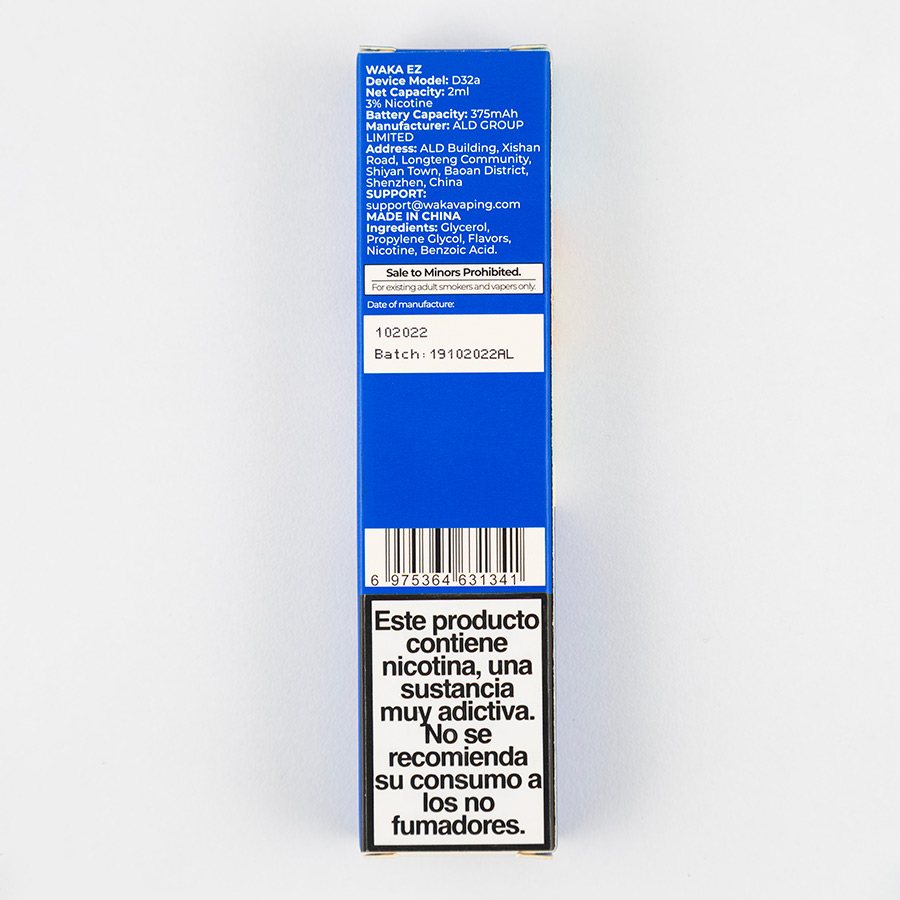 WAKA EZ
Device Model: D32a
Net Capacity: 2ml
3% Nicotine
Battery Capacity: 375mAh
Manufacturer: ALD GROUP
LIMITED
Address: ALD Building, Xishan
Road, Longteng Community,
Shiyan Town, Baoan District,
Shenzhen, China
SUPPORT:
support@wakavaping.com
MADE IN CHINA
Ingredients: Glycerol,
Propylene Glycol, Flavors,
Nicotine, Benzoic Acid.
Sale to Minors Prohibited.
For existing adult smokers and vapers only.
Date of manufacture:
102022
Batch:19102022AL
6 975364 631341
Este producto
contiene
nicotina, una
sustancia
muy adictiva.
No se
recomienda
su consumo a
los no
fumadores.